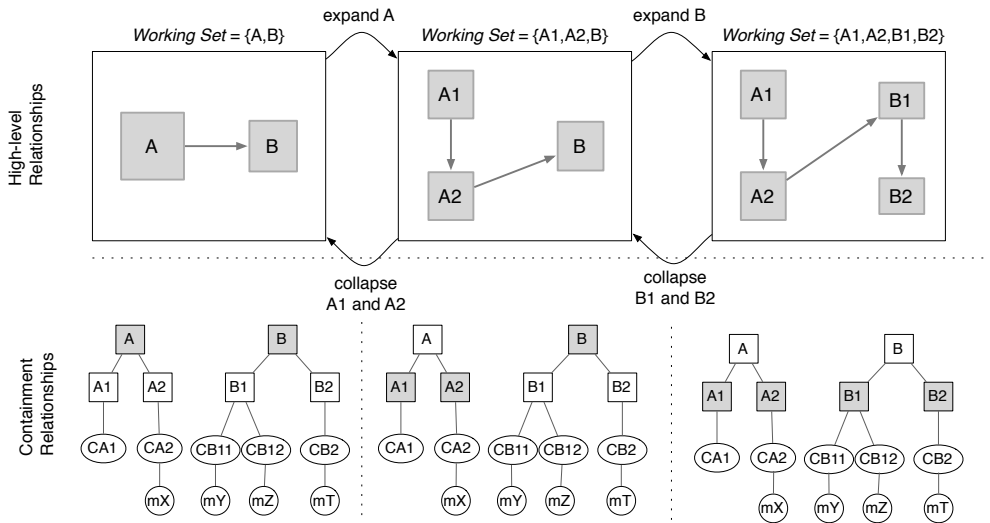 expand A
expand B
Working Set = {A,B}
Working Set = {A1,A2,B}
Working Set = {A1,A2,B1,B2}
High-level
Relationships
A
B
A1
A2
B
A1
A2
B1
B2
collapse
A1 and A2
collapse
B1 and B2
Containment
Relationships
A
B
A1
A2
B1
B2
CA1
CA2
CB11
CB12
CB2
mX
mY
mZ
mT
A
B
A1
A2
B1
B2
CA1
CA2
CB11
CB12
CB2
mX
mY
mZ
mT
A
B
A1
A2
B1
B2
CA1
CA2
CB11
CB12
CB2
mX
mY
mZ
mT